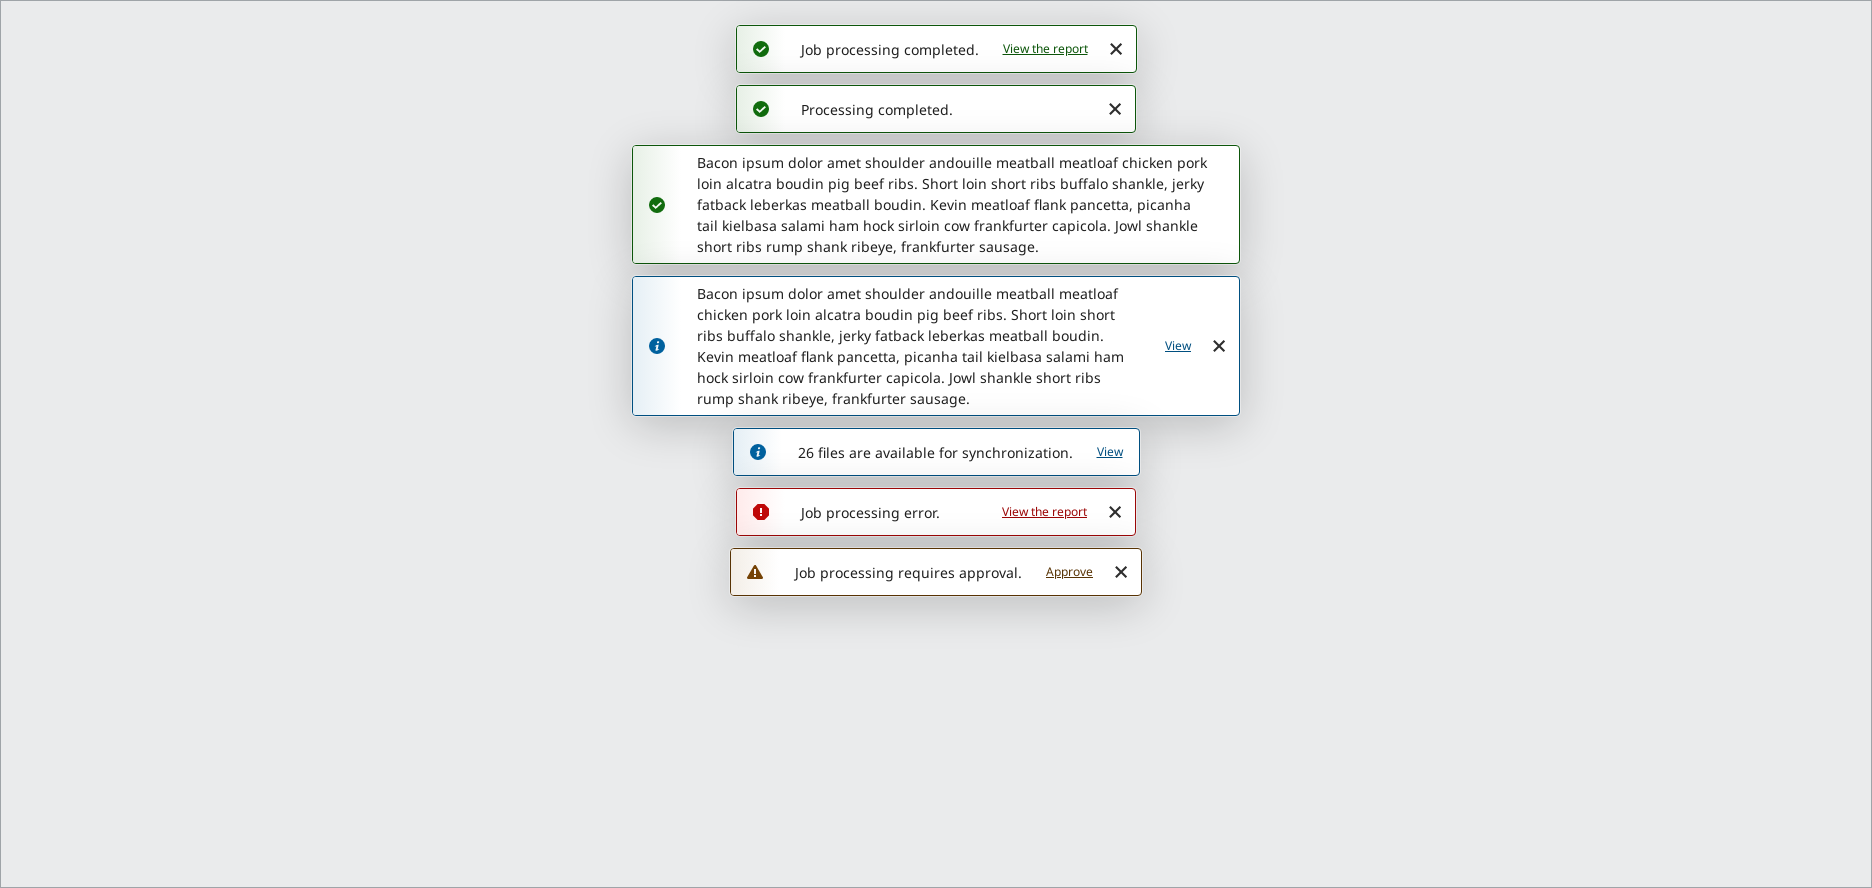 Job processing completed. View the report
Processing completed.
Bacon ipsum dolor amet shoulder andouille meatball meatloaf chicken pork
loin alcatra boudin pig beef ribs. Short loin short ribs buffalo shankle, jerky
fatback leberkas meatball boudin. Kevin meatloaf flank pancetta, picanha
tail kielbasa salami ham hock sirloin cow frankfurter capicola. Jowl shankle
short ribs rump shank ribeye, frankfurter sausage.
Bacon ipsum dolor amet shoulder andouille meatball meatloaf
chicken pork loin alcatra boudin pig beef ribs. Short loin short
ribs buffalo shankle, jerky fatback leberkas meatball boudin.
Kevin meatloaf flank pancetta, picanha tail kielbasa salami ham
hock sirloin cow frankfurter capicola. Jowl shankle short ribs
rump shank ribeye, frankfurter sausage.
View
26 files are available for synchronization. View
Job processing error. View the report
Job processing requires approval. Approve